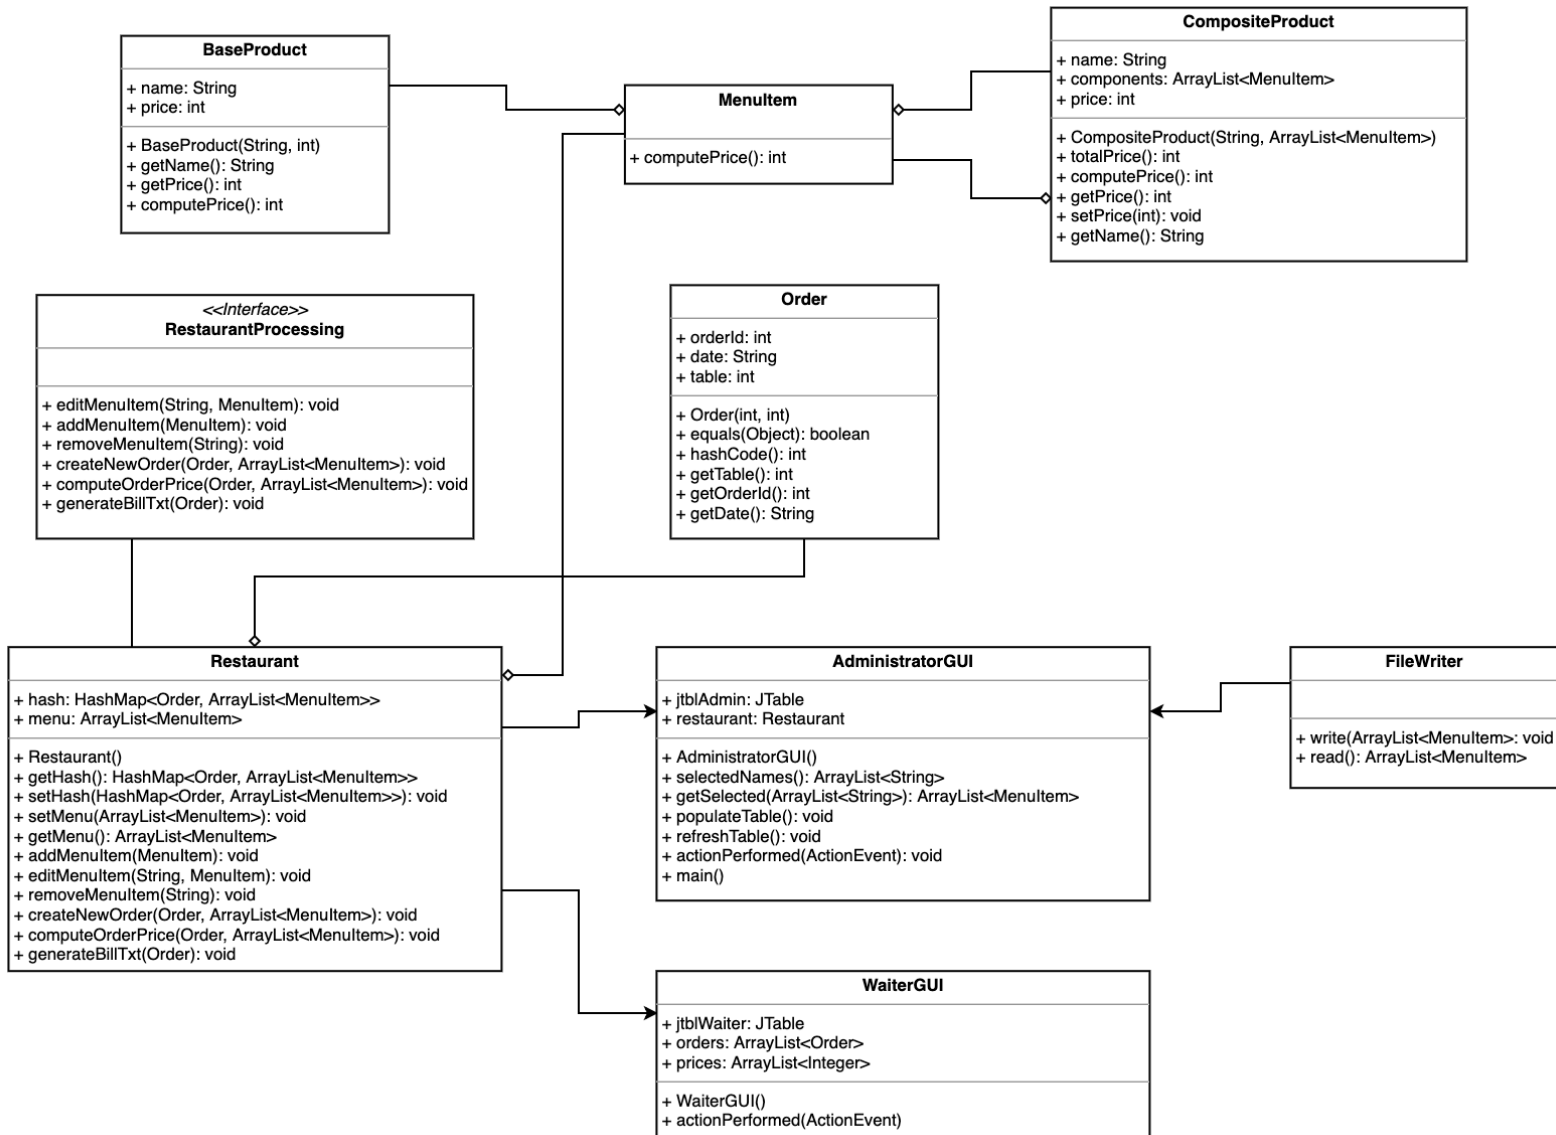 BaseProduct
+ name: String
+ price: int
+ BaseProduct(String, int)
+ getName(): String
+ getPrice(): int
+ computePrice(): int
MenuItem
+ computePrice(): int
CompositeProduct
+ name: String
+ components: ArrayList<MenuItem>
+ price: int
+ CompositeProduct(String, ArrayList<MenuItem>)
+ totalPrice(): int
+ computePrice(): int
+ getPrice(): int
+ setPrice(int): void
+ getName(): String
<<Interface>>
RestaurantProcessing
+ editMenuItem(String, MenuItem): void
+ addMenuItem(MenuItem): void
+ removeMenuItem(String): void
+ createNewOrder(Order, ArrayList<MenuItem>): void
+ computeOrderPrice(Order, ArrayList<MenuItem>): void
+ generateBillTxt(Order): void
Order
+ orderId: int
+ date: String
+ table: int
+ Order(int, int)
+ equals(Object): boolean
+ hashCode(): int
+ getTable(): int
+ getOrderId(): int
+ getDate(): String
Restaurant
+ hash: HashMap<Order, ArrayList<MenuItem>>
+ menu: ArrayList<MenuItem>
+ Restaurant()
+ getHash(): HashMap<Order, ArrayList<MenuItem>>
+ setHash(HashMap<Order, ArrayList<MenuItem>>): void
+ setMenu(ArrayList<MenuItem>): void
+ getMenu(): ArrayList<MenuItem>
+ addMenuItem(MenuItem): void
+ editMenuItem(String, MenuItem): void
+ removeMenuItem(String): void
+ createNewOrder(Order, ArrayList<MenuItem>): void
+ computeOrderPrice(Order, ArrayList<MenuItem>): void
+ generateBillTxt(Order): void
AdministratorGUI
+ jtblAdmin: JTable
+ restaurant: Restaurant
+ AdministratorGUI()
+ selectedNames(): ArrayList<String>
+ getSelected(ArrayList<String>): ArrayList<MenuItem>
+ populateTable(): void
+ refreshTable(): void
+ actionPerformed(ActionEvent): void
+ main()
FileWriter
+ write(ArrayList<MenuItem>: void
+ read(): ArrayList<MenuItem>
WaiterGUI
+ jtblWaiter: JTable
+ orders: ArrayList<Order>
+ prices: ArrayList<Integer>
+ WaiterGUI()
+ actionPerformed(ActionEvent)